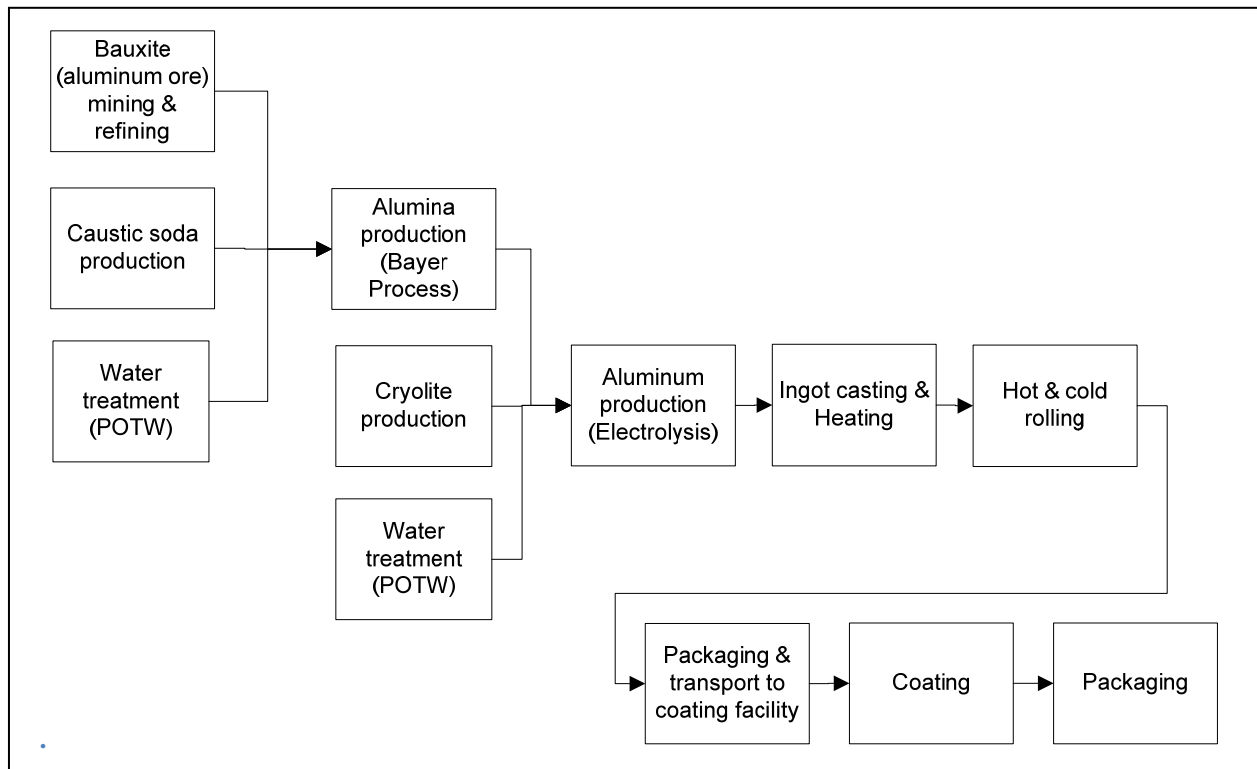 Bauxite
(aluminum ore)
mining &
refining
Caustic soda
production
Water
treatment
(POTW)
Alumina
production
(Bayer
Process)
Cryolite
production
Water
treatment
(POTW)
Aluminum
production
(Electrolysis)
Ingot casting &
Heating
Hot & cold
rolling
Packaging &
transport to
coating facility
Coating
Packaging